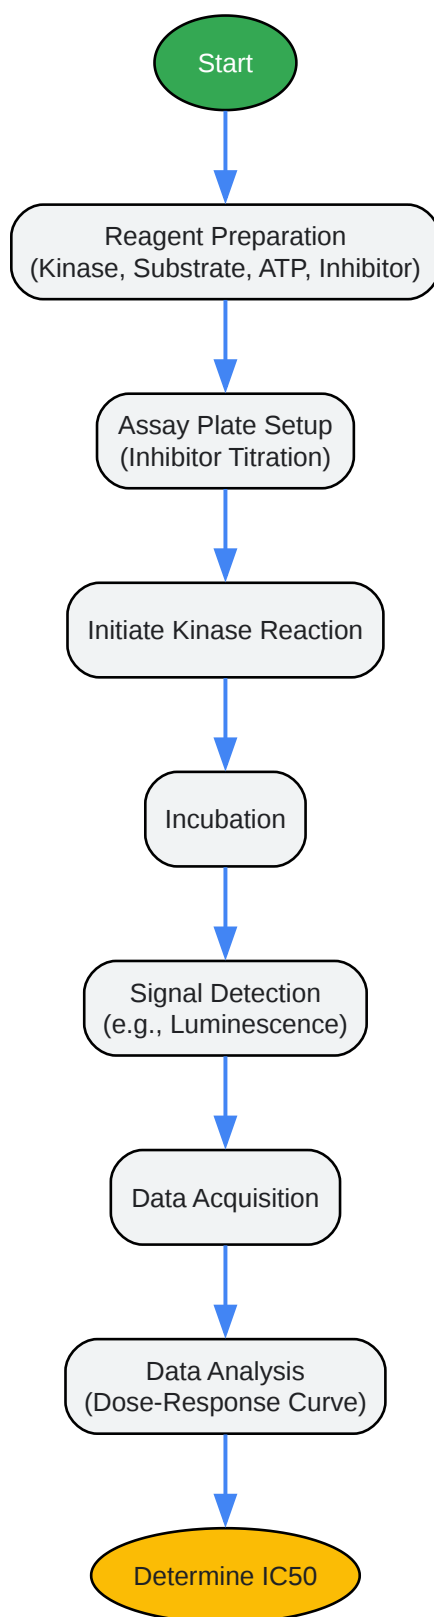 Start
Reagent Preparation
(Kinase, Substrate, ATP, Inhibitor)
Assay Plate Setup
(Inhibitor Titration)
Initiate Kinase Reaction
Incubation
Signal Detection
(e.g., Luminescence)
Data Acquisition
Data Analysis
(Dose-Response Curve)
Determine IC50